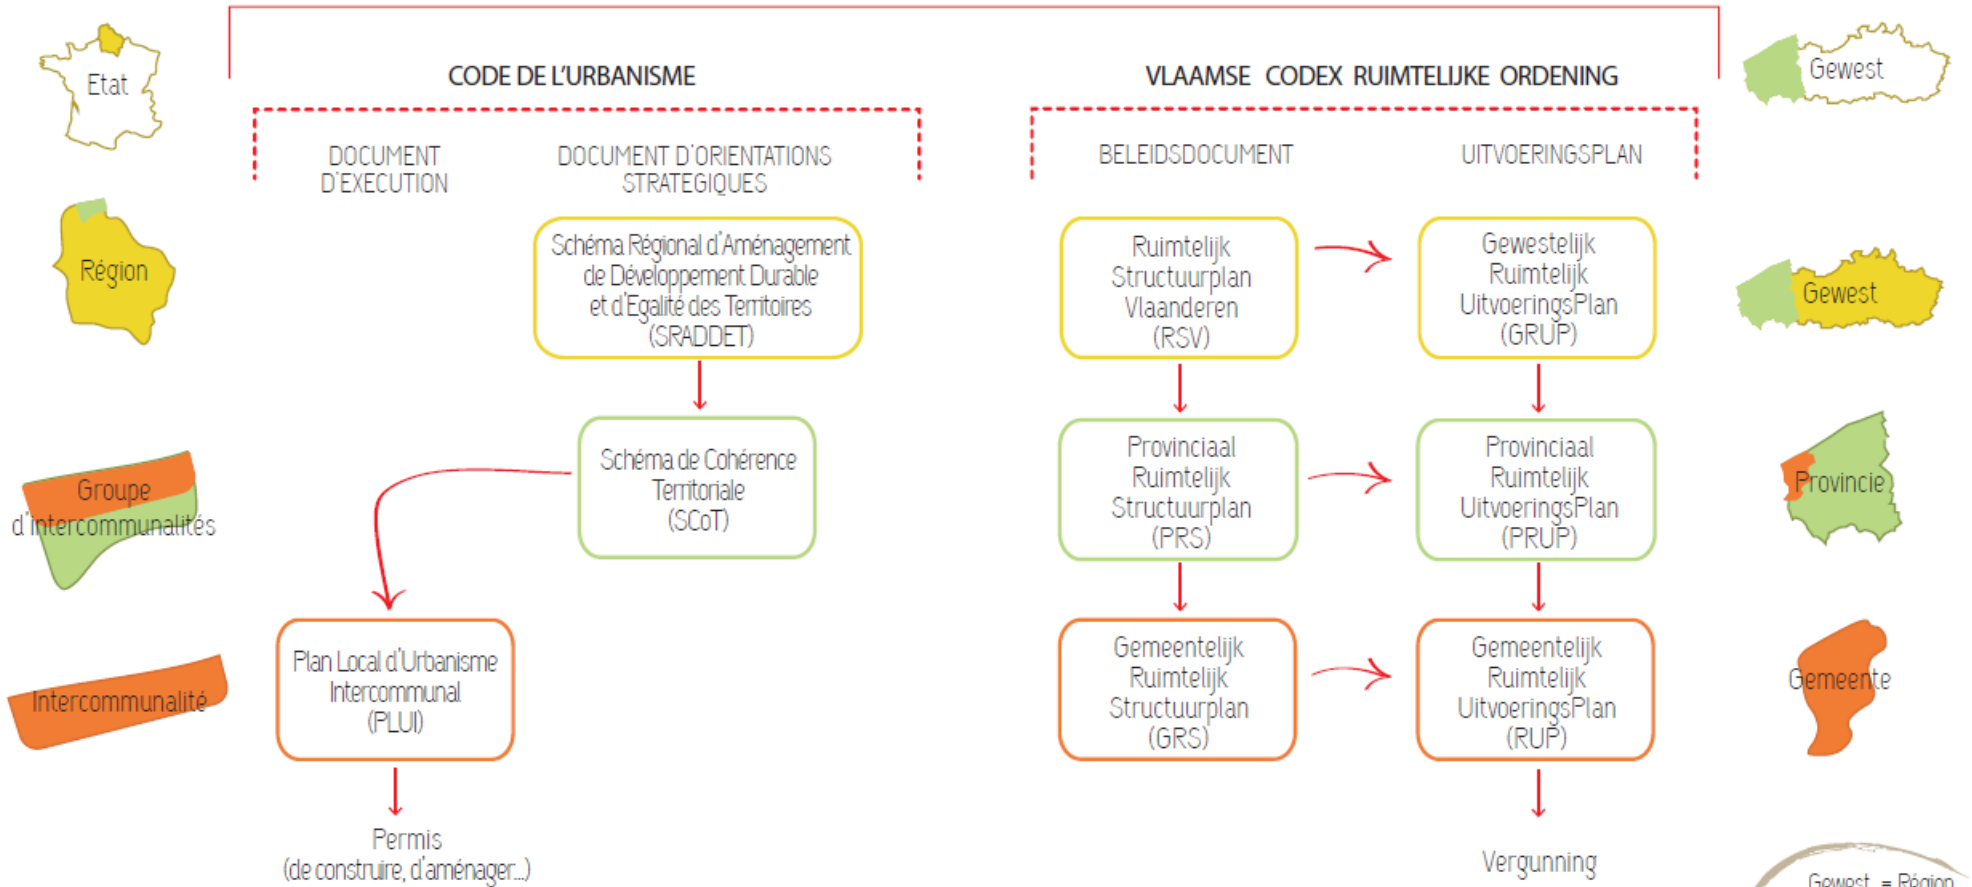 Etat
CODE DE L'URBANISME
VLAAMSE CODEX RUIMTELIJKE ORDENING
Gewest
DOCUMENT
D'EXECUTION
DOCUMENT D'ORIENTATIONS
STRATEGIQUES
BELEIDSDOCUMENT
UITVOERINGSPLAN
Région
Schéma Régional d'Aménagement
de Développement Durable
et d'Egalité des Territoires
(SRADDET)
Ruimtelijk
Structuurplan
Vlaanderen
(RSV)
Gewestelijk
Ruimtelijk
UitvoeringsPlan
(GRUP)
Gewest
Groupe
d'intercommunalités
Schéma de Cohérence
Territoriale
(SCoT)
Provinciaal
Ruimtelijk
Structuurplan
(PRS)
Provinciaal
Ruimtelijk
UitvoeringsPlan
(PRUP)
Provincie
Intercommunalité
Plan Local d'Urbanisme
Intercommunal
(PLUI)
Gemeentelijk
Ruimtelijk
Structuurplan
(GRS)
Gemeentelijk
Ruimtelijk
UitvoeringsPlan
(RUP)
Gemeente
Permis
(de construire, d'aménager...)
Vergunning
Gewest = Région